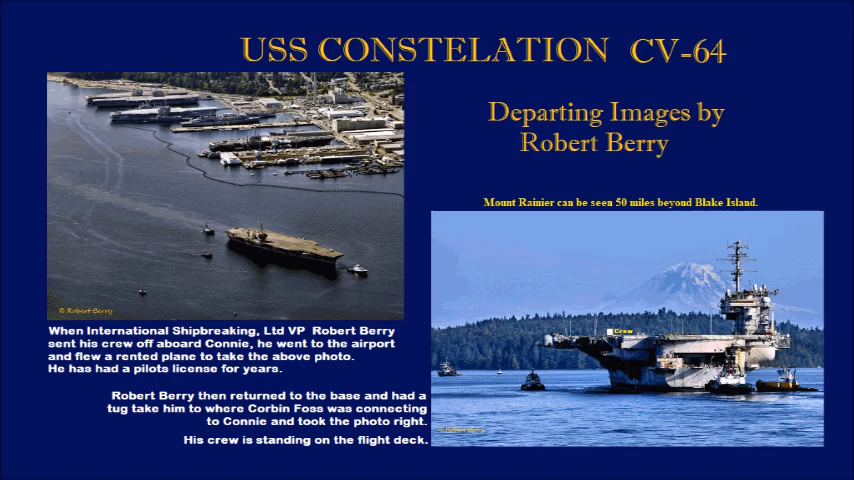 USS CONSTELATION CV-64
Departing Images by
Robert Berry
Mount Rainier can be seen 50 miles beyond Blake Island.
© Robert Berry
When International Shipbreaking, Ltd VP Robert Berry
sent his crew off aboard Connie, he went to the airport
and flew a rented plane to take the above photo.
He has had a pilots license for years.
Crew
Robert Berry then returned to the base and had a
tug take him to where Corbin Foss was connecting
to Connie and took the photo right.
His crew is standing on the flight deck.
© Robert Berry